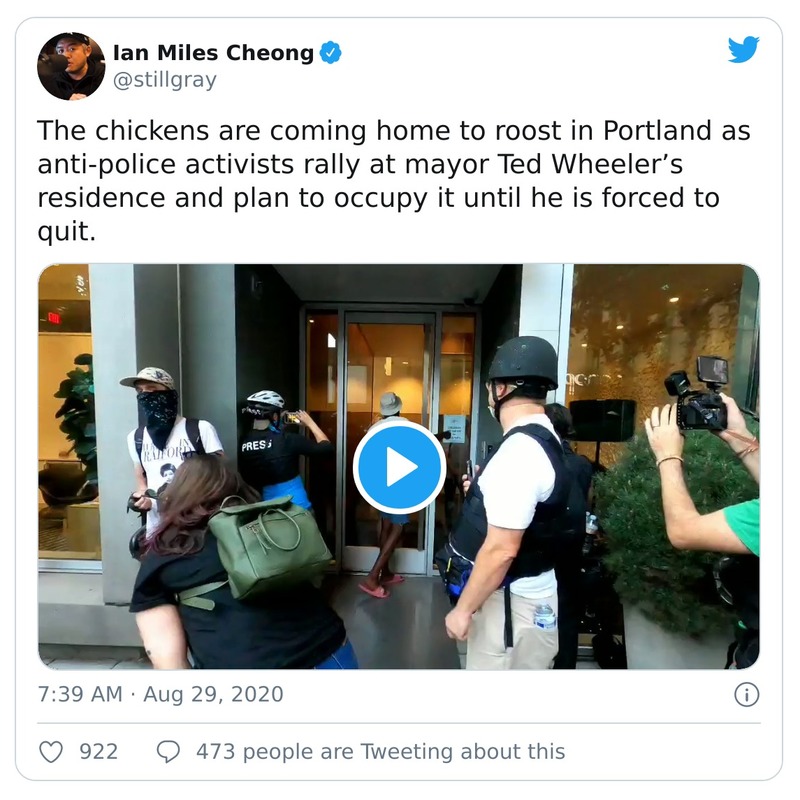 Ian Miles Cheong
@stillgray
The chickens are coming home to roost in Portland as
anti-police activists rally at mayor Ted Wheeler’s
residence and plan to occupy it until he is forced to
quit.
PRESS
7:39 AM · Aug 29, 2020
922
473 people are Tweeting about this